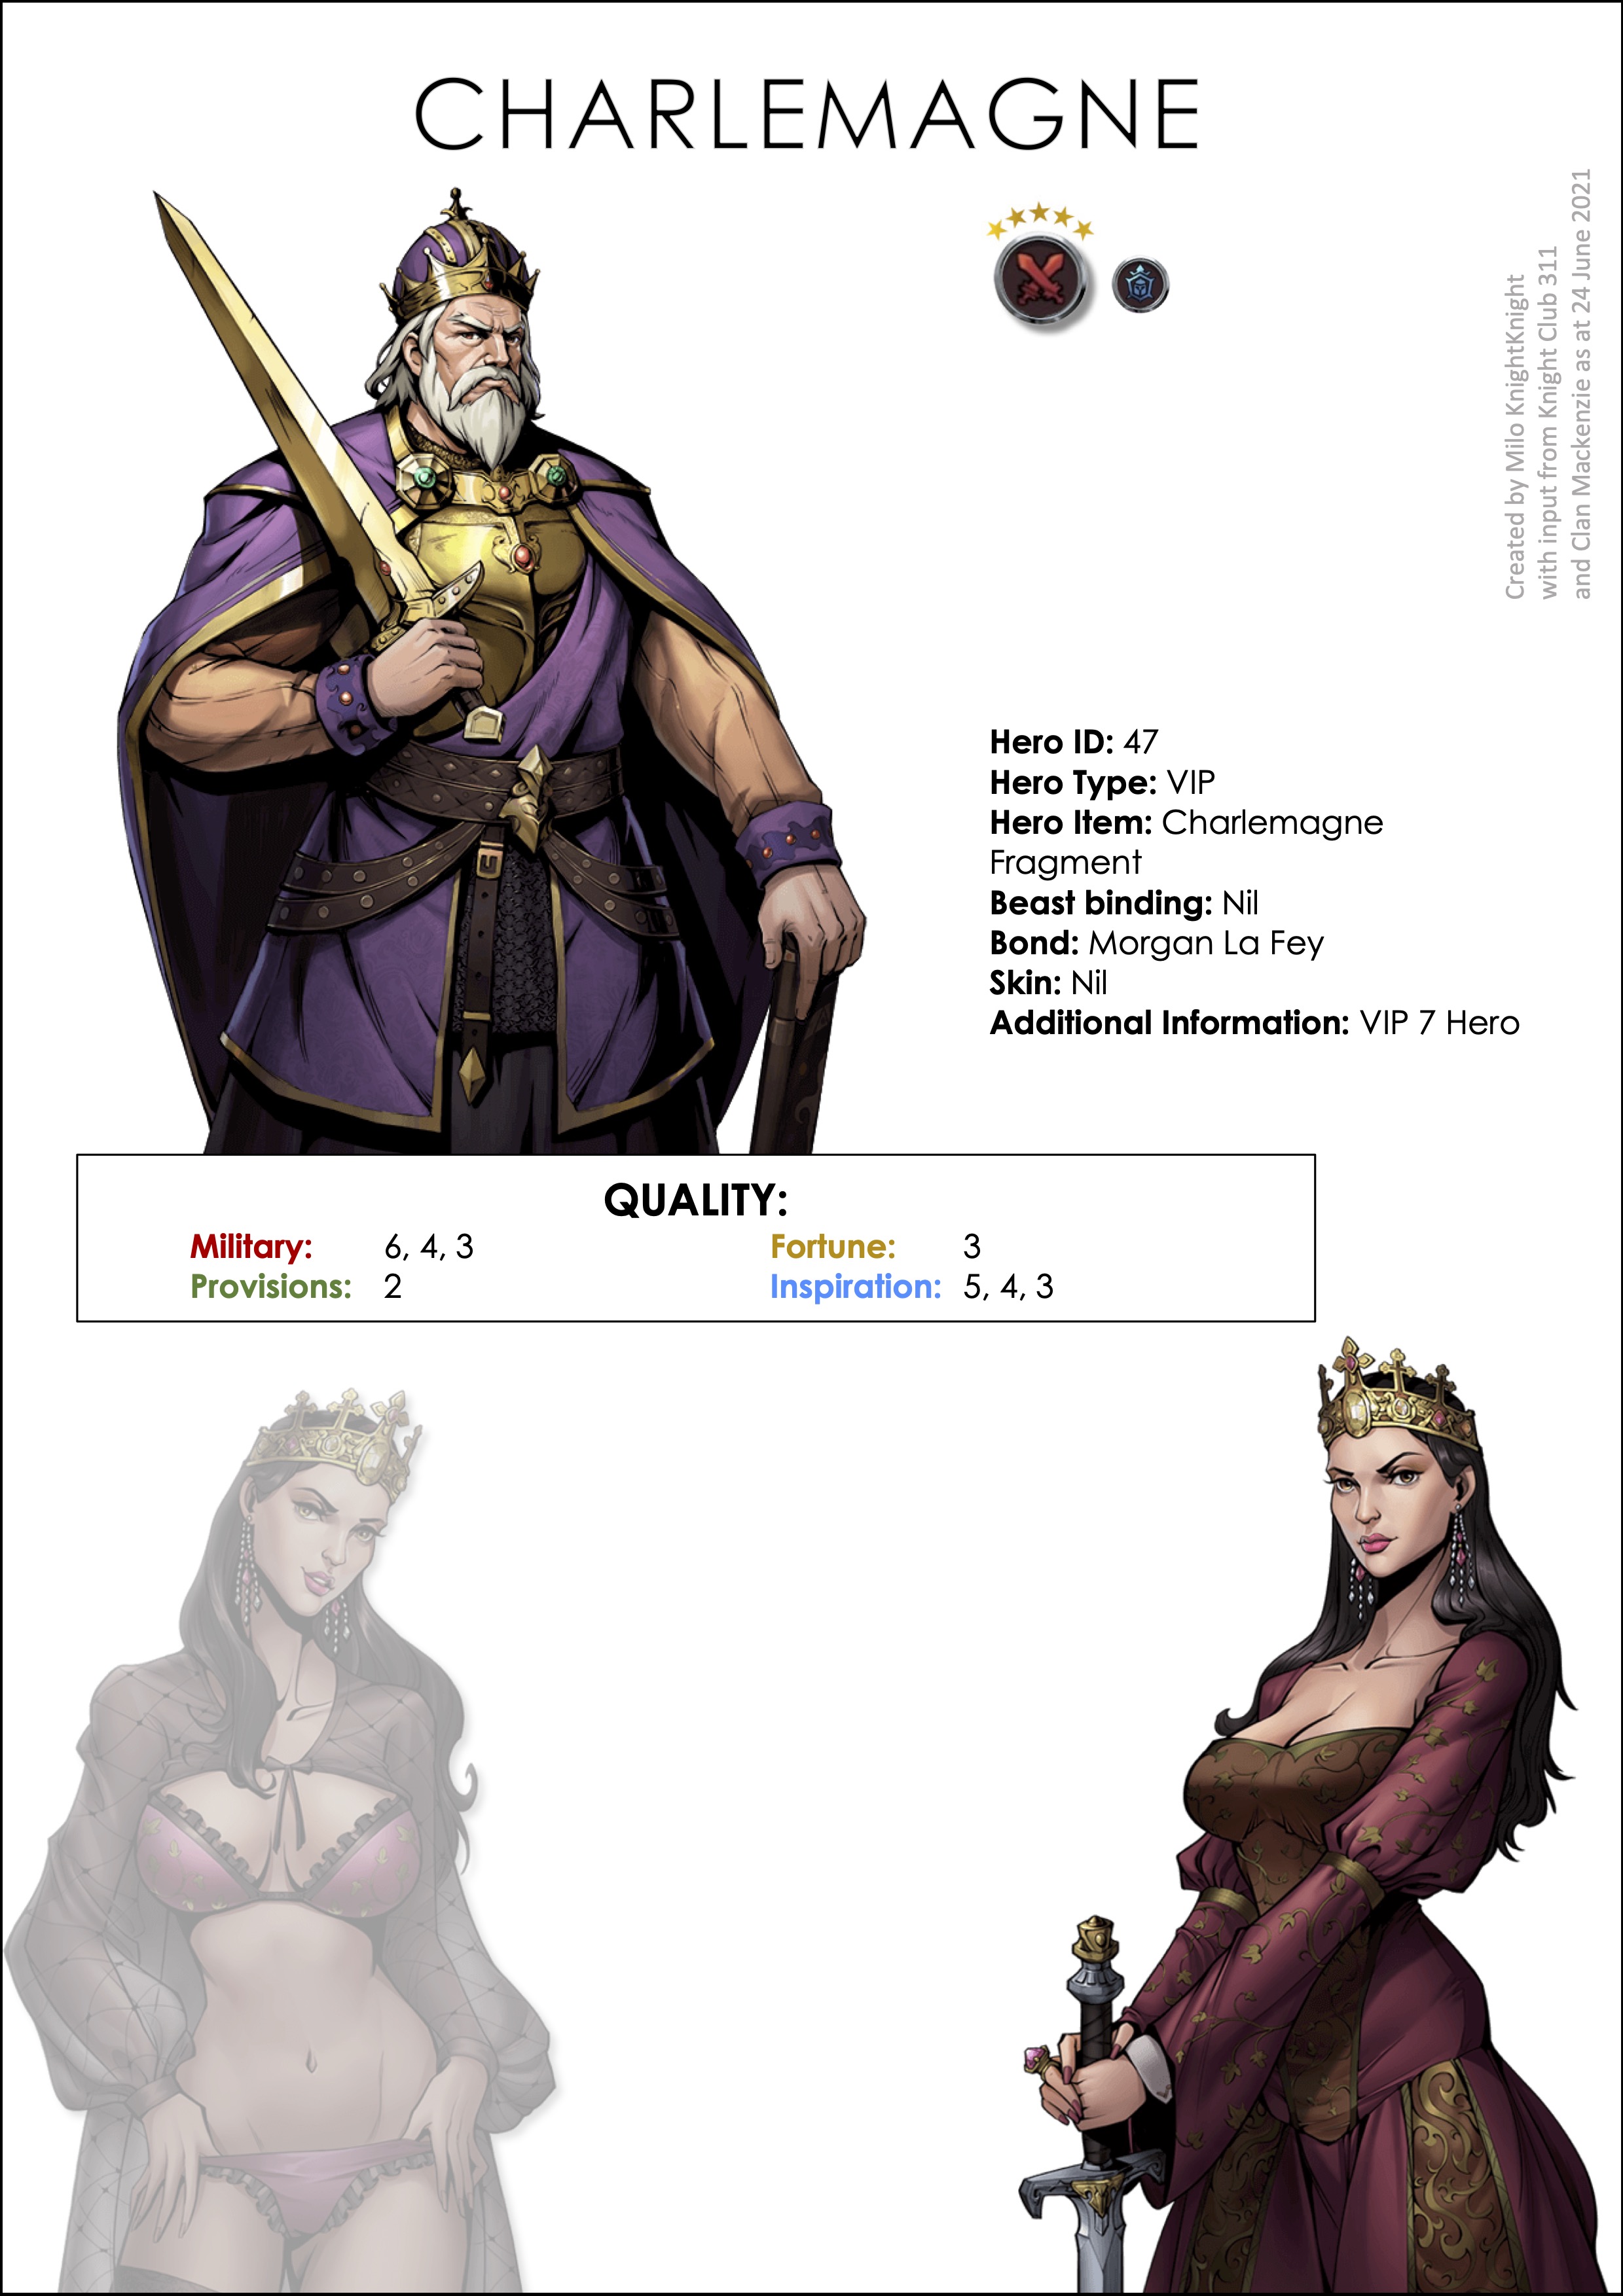 CHARLEMAGNE
Created by Milo KnightKnight
with input from Knight Club 311
and Clan Mackenzie as at 24 June 2021
Hero ID: 47
Hero Type: VIP
Hero Item: Charlemagne
Fragment
Beast binding: Nil
Bond: Morgan La Fey
Skin: Nil
Additional Information: VIP 7 Hero
QUALITY:
Military: 6, 4, 3 Fortune: 3
Provisions: 2 Inspiration: 5, 4, 3